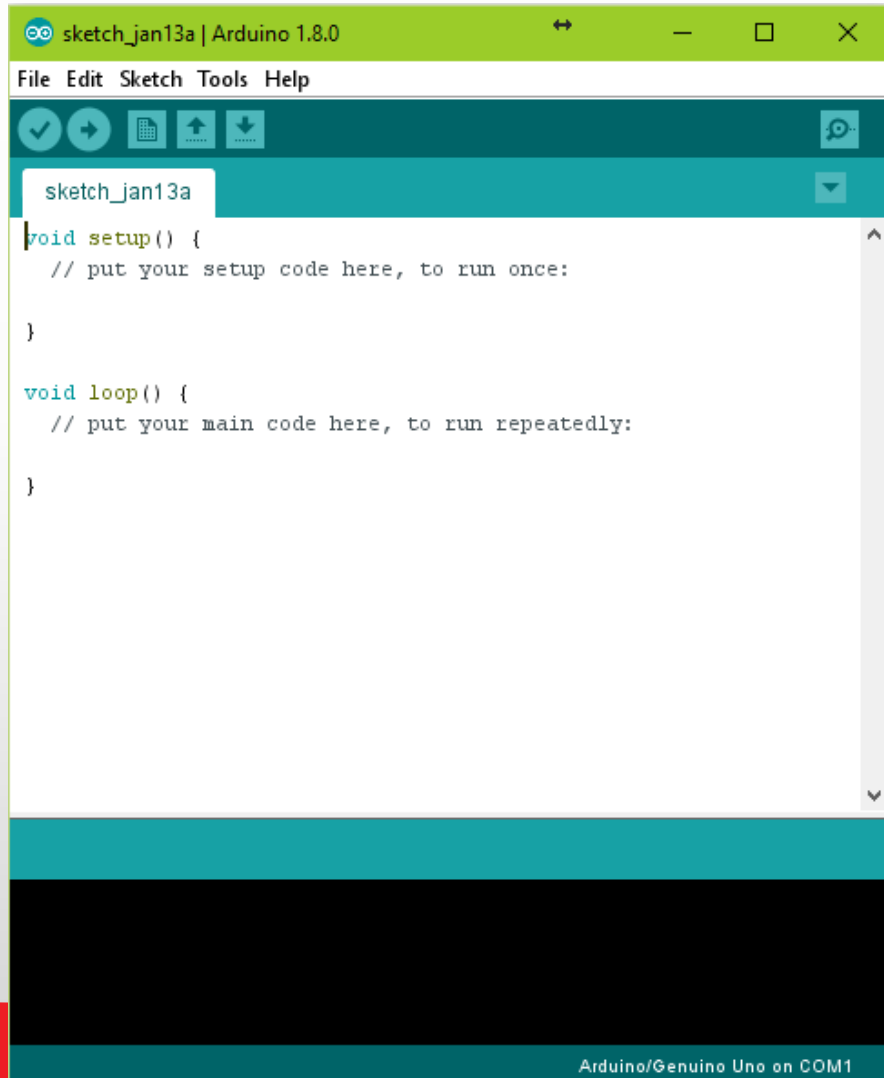 sketch_jan13a | Arduino 1.8.0
File Edit Sketch Tools Help
sketch_jan13a
void setup() {
  // put your setup code here, to run once:

}

void loop() {
  // put your main code here, to run repeatedly:

}
Arduino/Genuino Uno on COM1